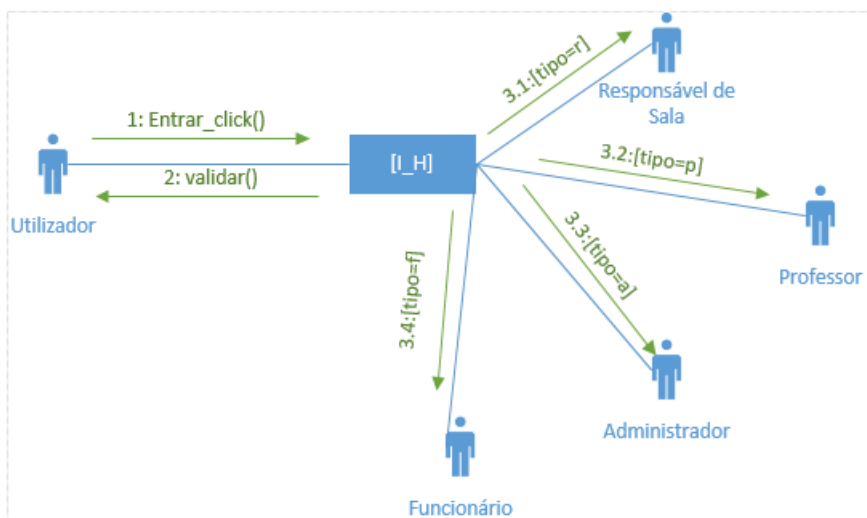 3.1:[tipo=r]
Responsável de
Sala
1: Entrar_click()
[I_H]
3.2:[tipo=p]
2: validar()
Utilizador
3.3:[tipo=a]
Professor
3.4:[tipo=f]
Administrador
Funcionário